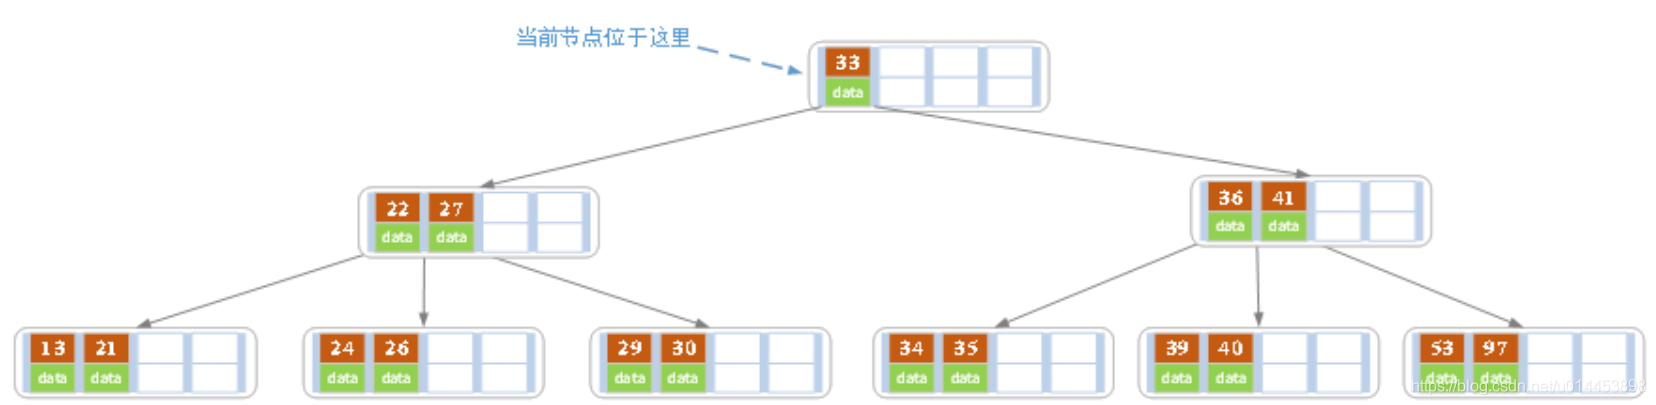 当前节点位于这里
33
data
22 27
data data
36 41
data data
13 21
data data
24 26
data data
29 30
data data
34 35
data data
39 40
data data
53 97
data data
https://blog.csdn.net/u014453898